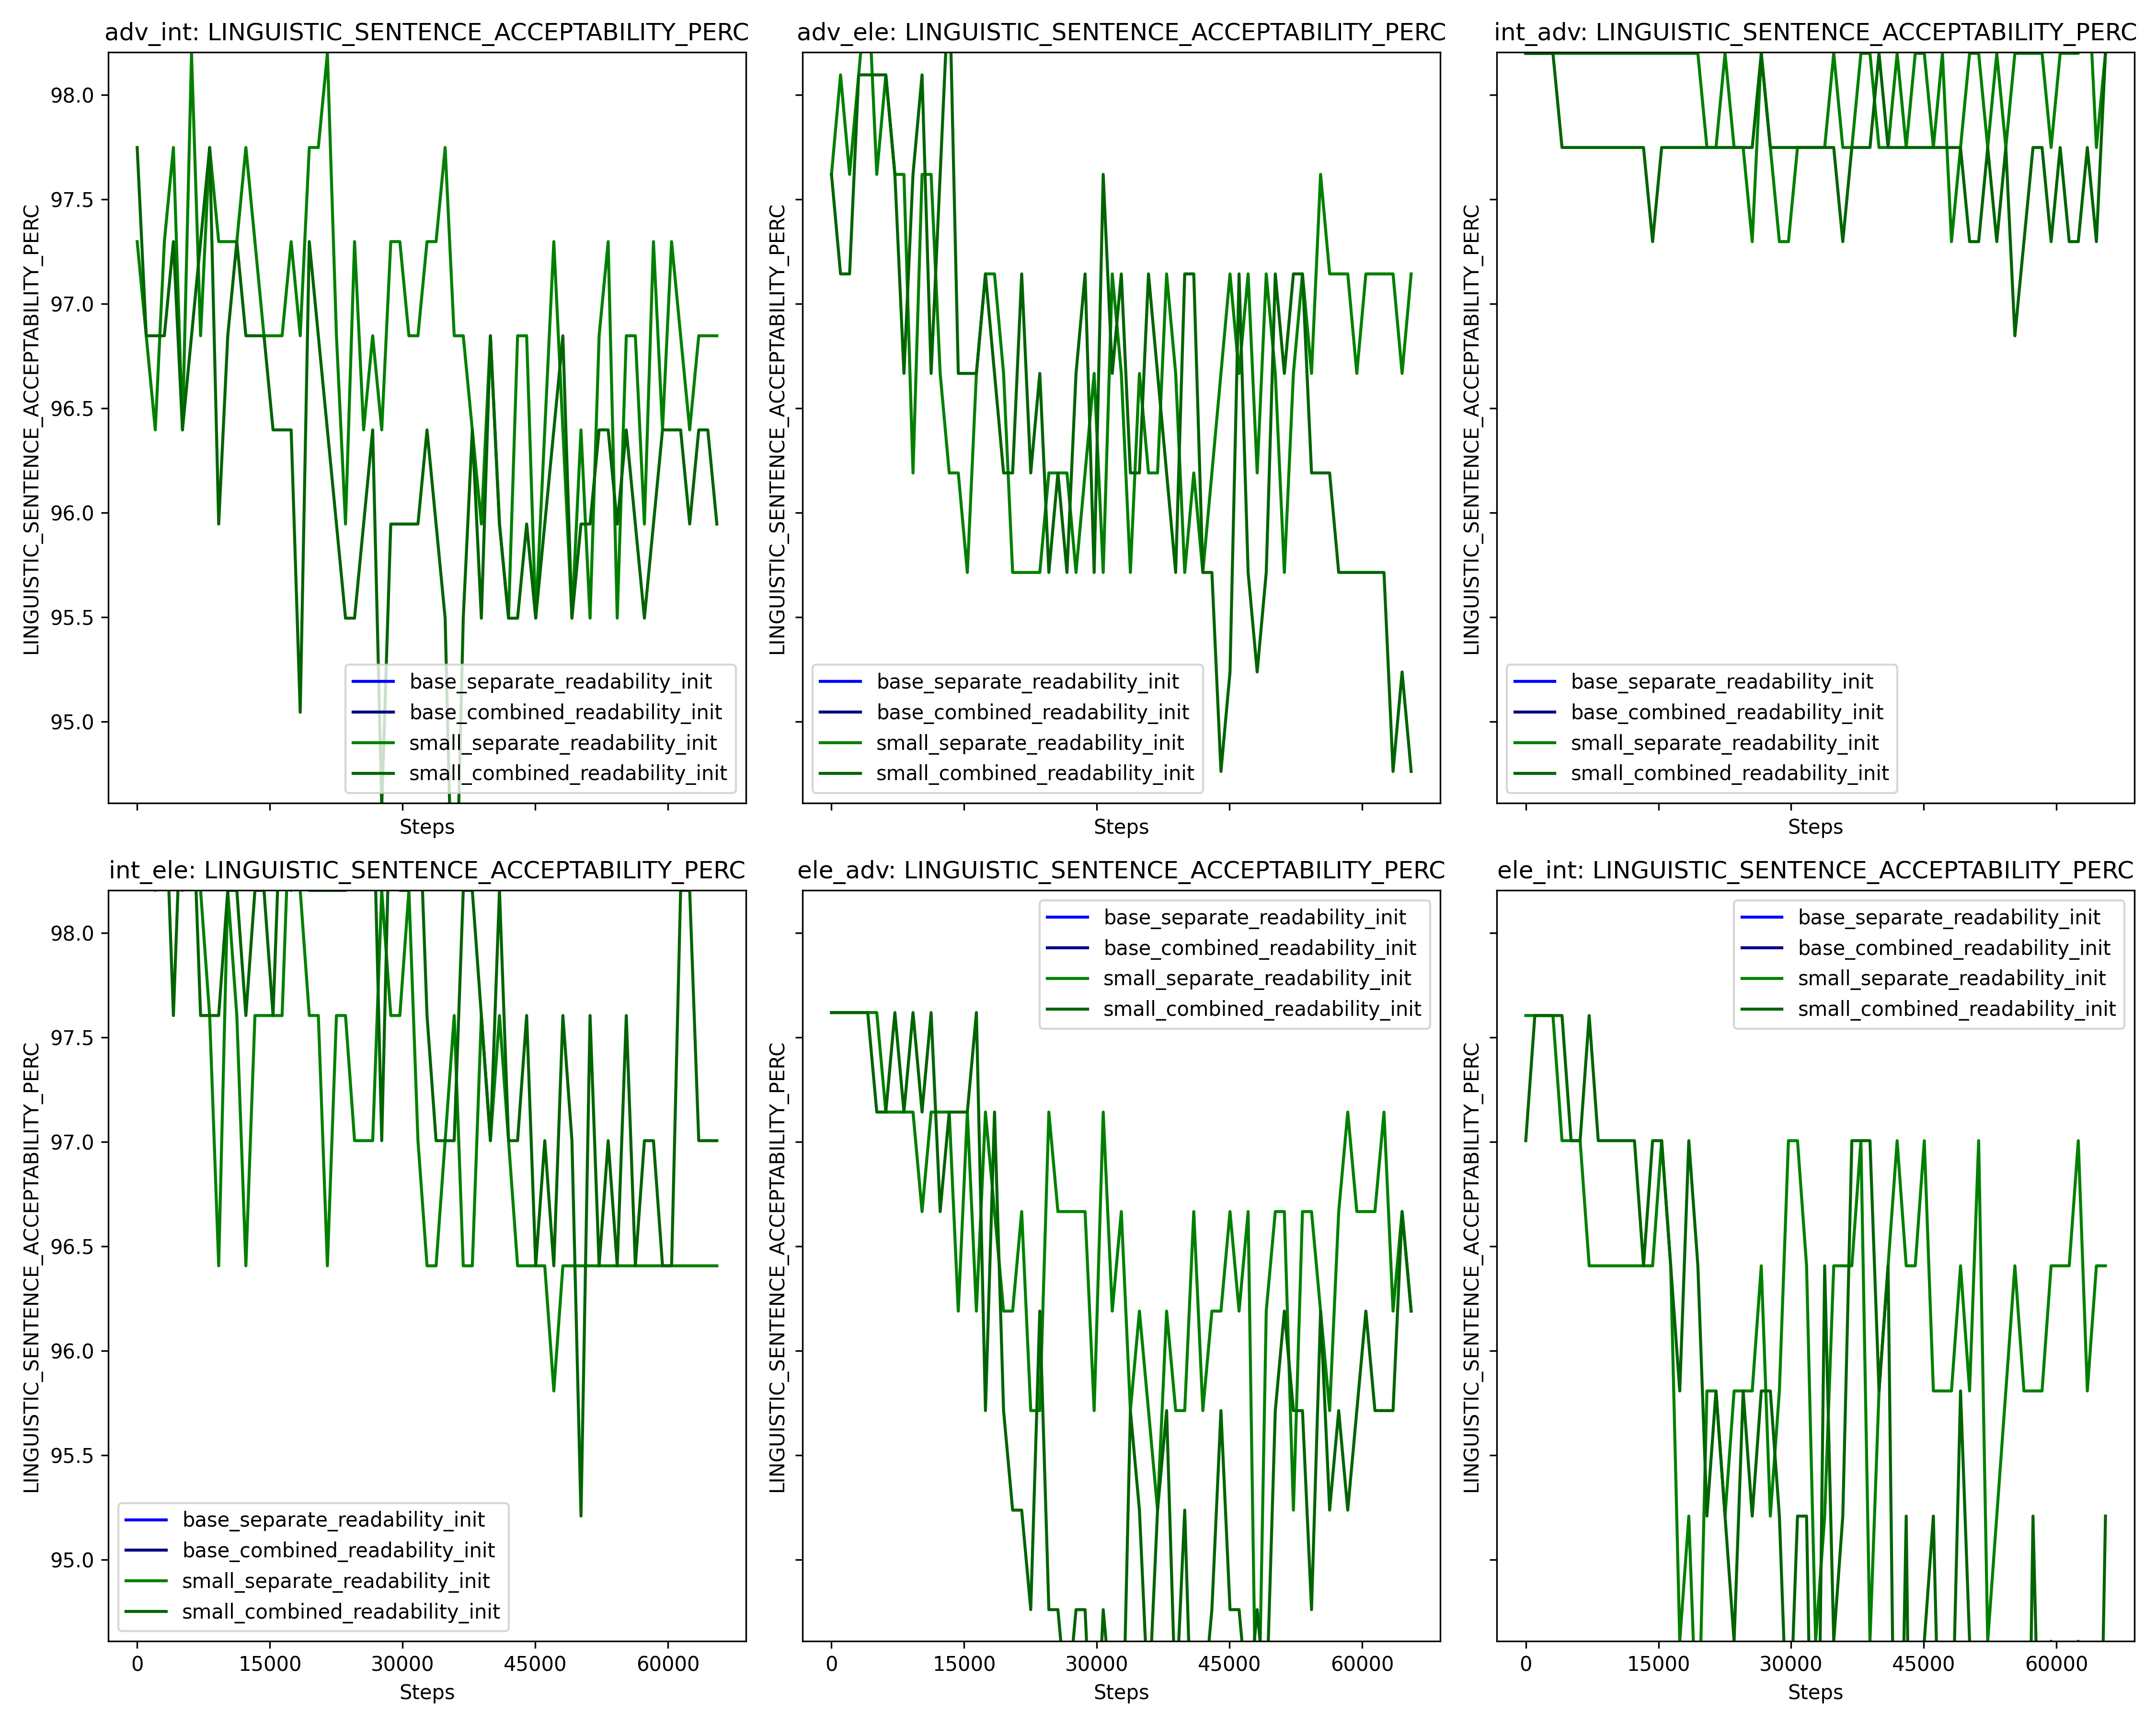 adv_int: LINGUISTIC_SENTENCE_ACCEPTABILITY_PERC
LINGUISTIC_SENTENCE_ACCEPTABILITY_PERC
98.0
97.5
97.0
96.5
96.0
95.5
95.0
base_separate_readability_init
base_combined_readability_init
small_separate_readability_init
small_combined_readability_init
Steps
adv_ele: LINGUISTIC_SENTENCE_ACCEPTABILITY_PERC
LINGUISTIC_SENTENCE_ACCEPTABILITY_PERC
base_separate_readability_init
base_combined_readability_init
small_separate_readability_init
small_combined_readability_init
Steps
int_adv: LINGUISTIC_SENTENCE_ACCEPTABILITY_PERC
LINGUISTIC_SENTENCE_ACCEPTABILITY_PERC
base_separate_readability_init
base_combined_readability_init
small_separate_readability_init
small_combined_readability_init
Steps
int_ele: LINGUISTIC_SENTENCE_ACCEPTABILITY_PERC
LINGUISTIC_SENTENCE_ACCEPTABILITY_PERC
98.0
97.5
97.0
96.5
96.0
95.5
95.0
base_separate_readability_init
base_combined_readability_init
small_separate_readability_init
small_combined_readability_init
0 15000 30000 45000 60000
Steps
ele_adv: LINGUISTIC_SENTENCE_ACCEPTABILITY_PERC
LINGUISTIC_SENTENCE_ACCEPTABILITY_PERC
base_separate_readability_init
base_combined_readability_init
small_separate_readability_init
small_combined_readability_init
0 15000 30000 45000 60000
Steps
ele_int: LINGUISTIC_SENTENCE_ACCEPTABILITY_PERC
LINGUISTIC_SENTENCE_ACCEPTABILITY_PERC
base_separate_readability_init
base_combined_readability_init
small_separate_readability_init
small_combined_readability_init
0 15000 30000 45000 60000
Steps